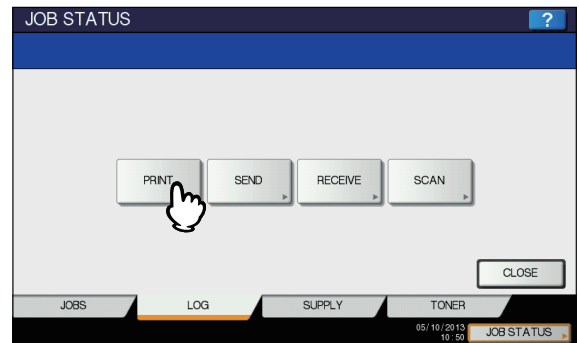 JOB STATUS ?
PRINT SEND RECEIVE SCAN
CLOSE
JOBS LOG SUPPLY TONER
05/10/2013
10:50 JOB STATUS